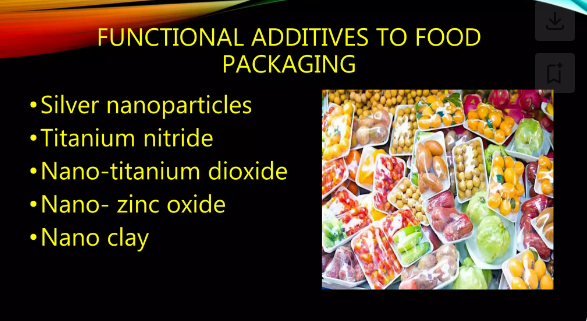 FUNCTIONAL ADDITIVES TO FOOD
PACKAGING
•Silver nanoparticles
•Titanium nitride
•Nano-titanium dioxide
•Nano- zinc oxide
•Nano clay